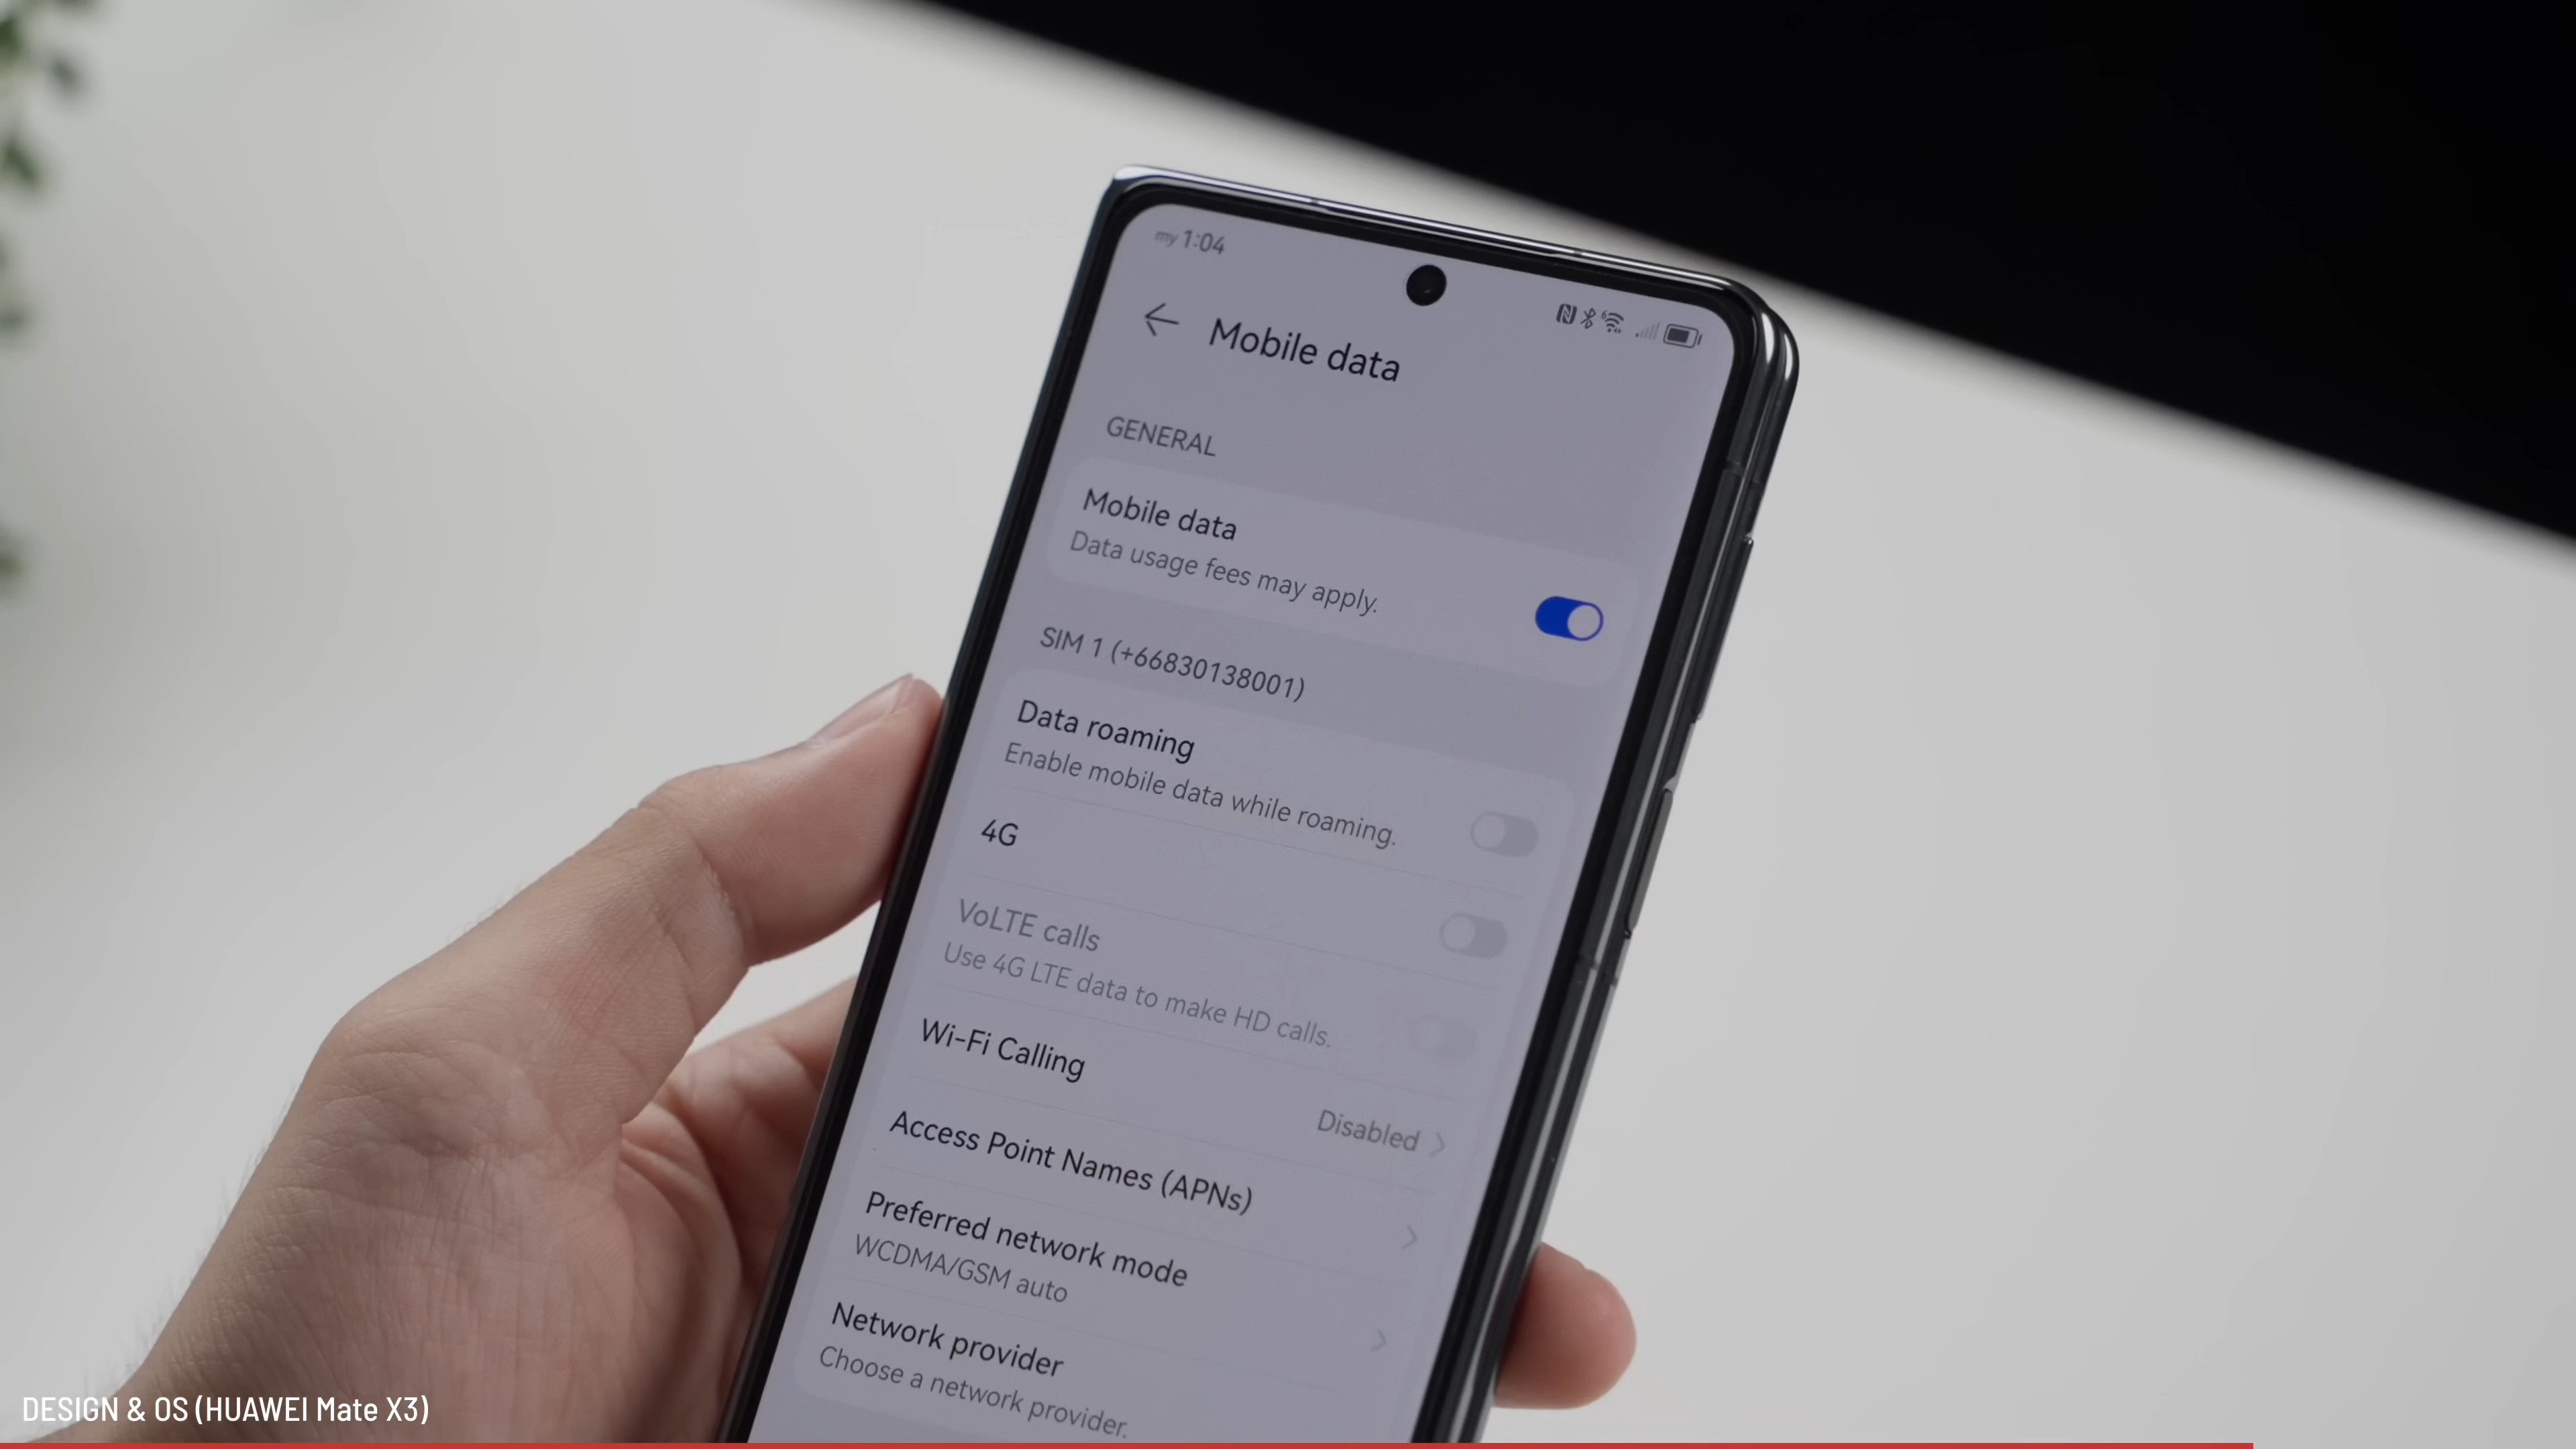 my 1:04
Mobile data
GENERAL
Mobile data
Data usage fees may apply.
SIM 1 (+66830138001)
Data roaming
Enable mobile data while roaming.
4G
VoLTE calls
Use 4G LTE data to make HD calls.
Wi-Fi Calling
Disabled
Access Point Names (APNs)
Preferred network mode
WCDMA/GSM auto
Network provider
Choose a network provider.
DESIGN & OS (HUAWEI Mate X3)